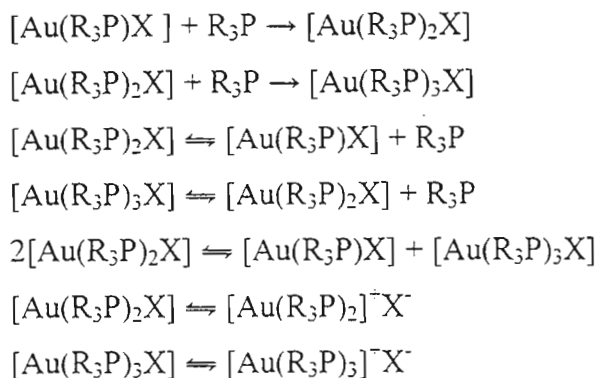 [Au(R₃P)X ] + R₃P → [Au(R₃P)₂X]
[Au(R₃P)₂X] + R₃P → [Au(R₃P)₃X]
[Au(R₃P)₂X] ⇋ [Au(R₃P)X] + R₃P
[Au(R₃P)₃X] ⇋ [Au(R₃P)₂X] + R₃P
2[Au(R₃P)₂X] ⇋ [Au(R₃P)X] + [Au(R₃P)₃X]
[Au(R₃P)₂X] ⇋ [Au(R₃P)₂]⁺X⁻
[Au(R₃P)₃X] ⇋ [Au(R₃P)₃]⁺X⁻